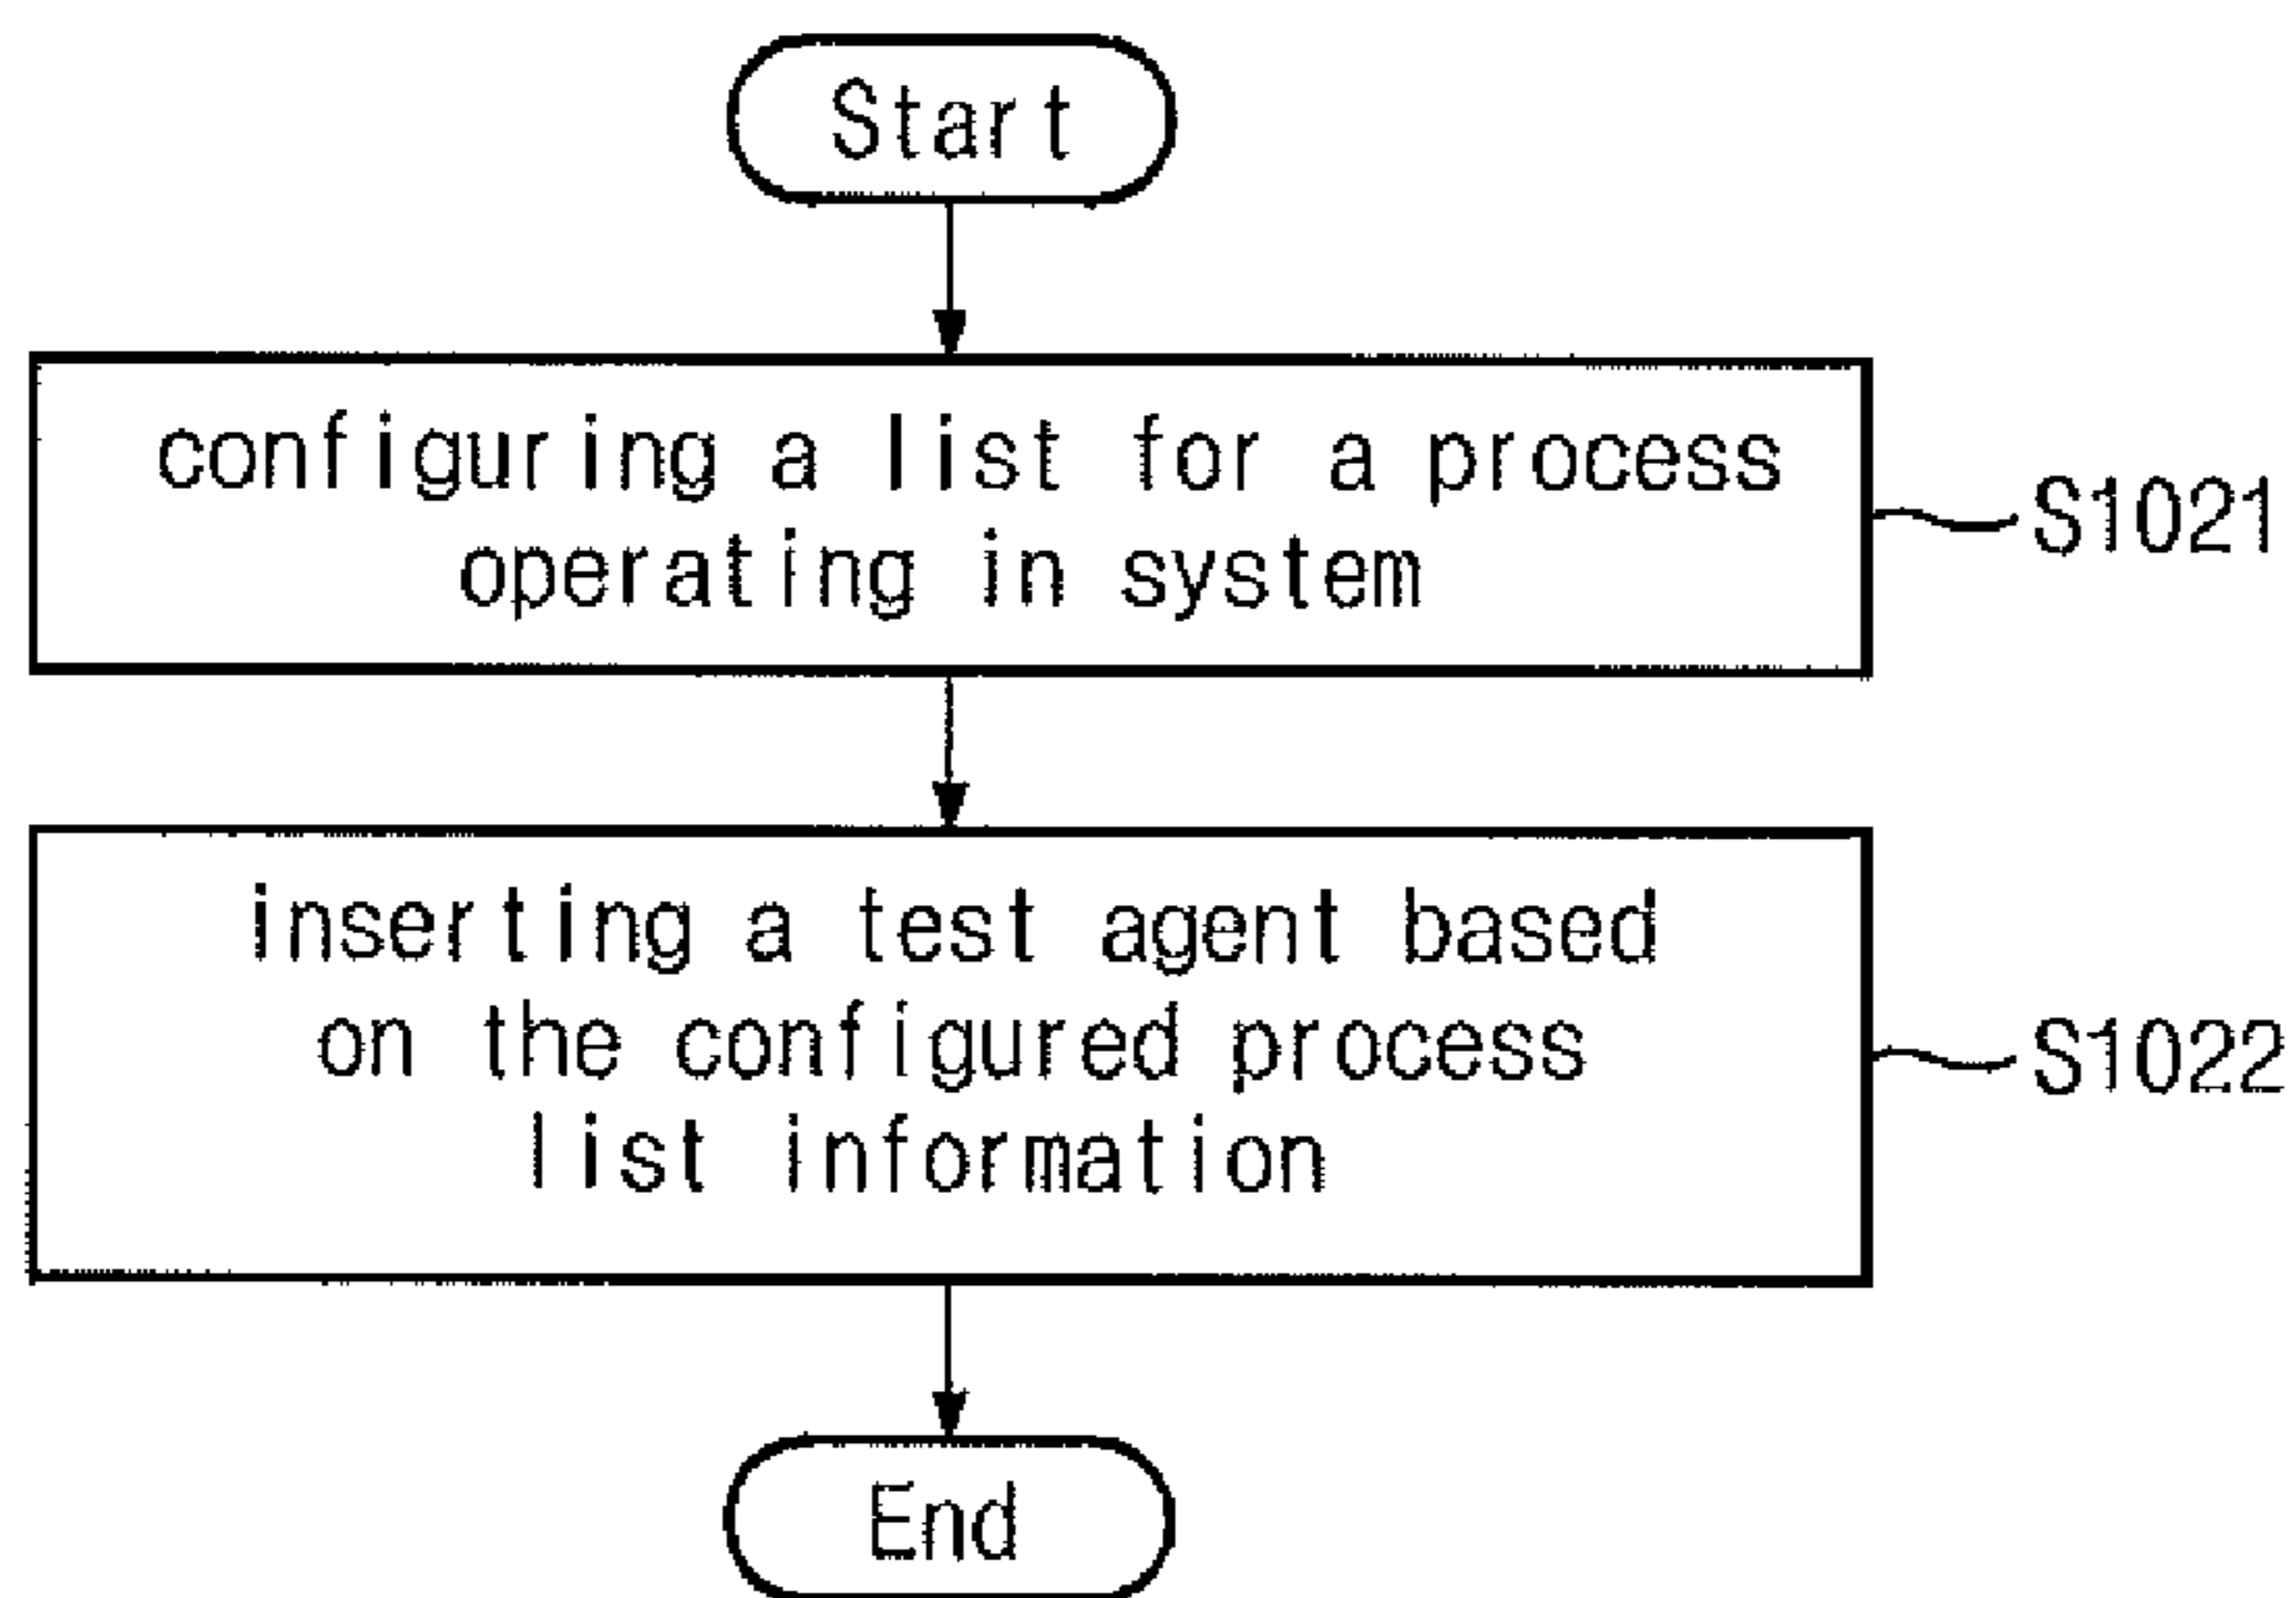 Start
configuring a list for a process
operating in system
S1021
inserting a test agent based
on the configured process
list information
S1022
End